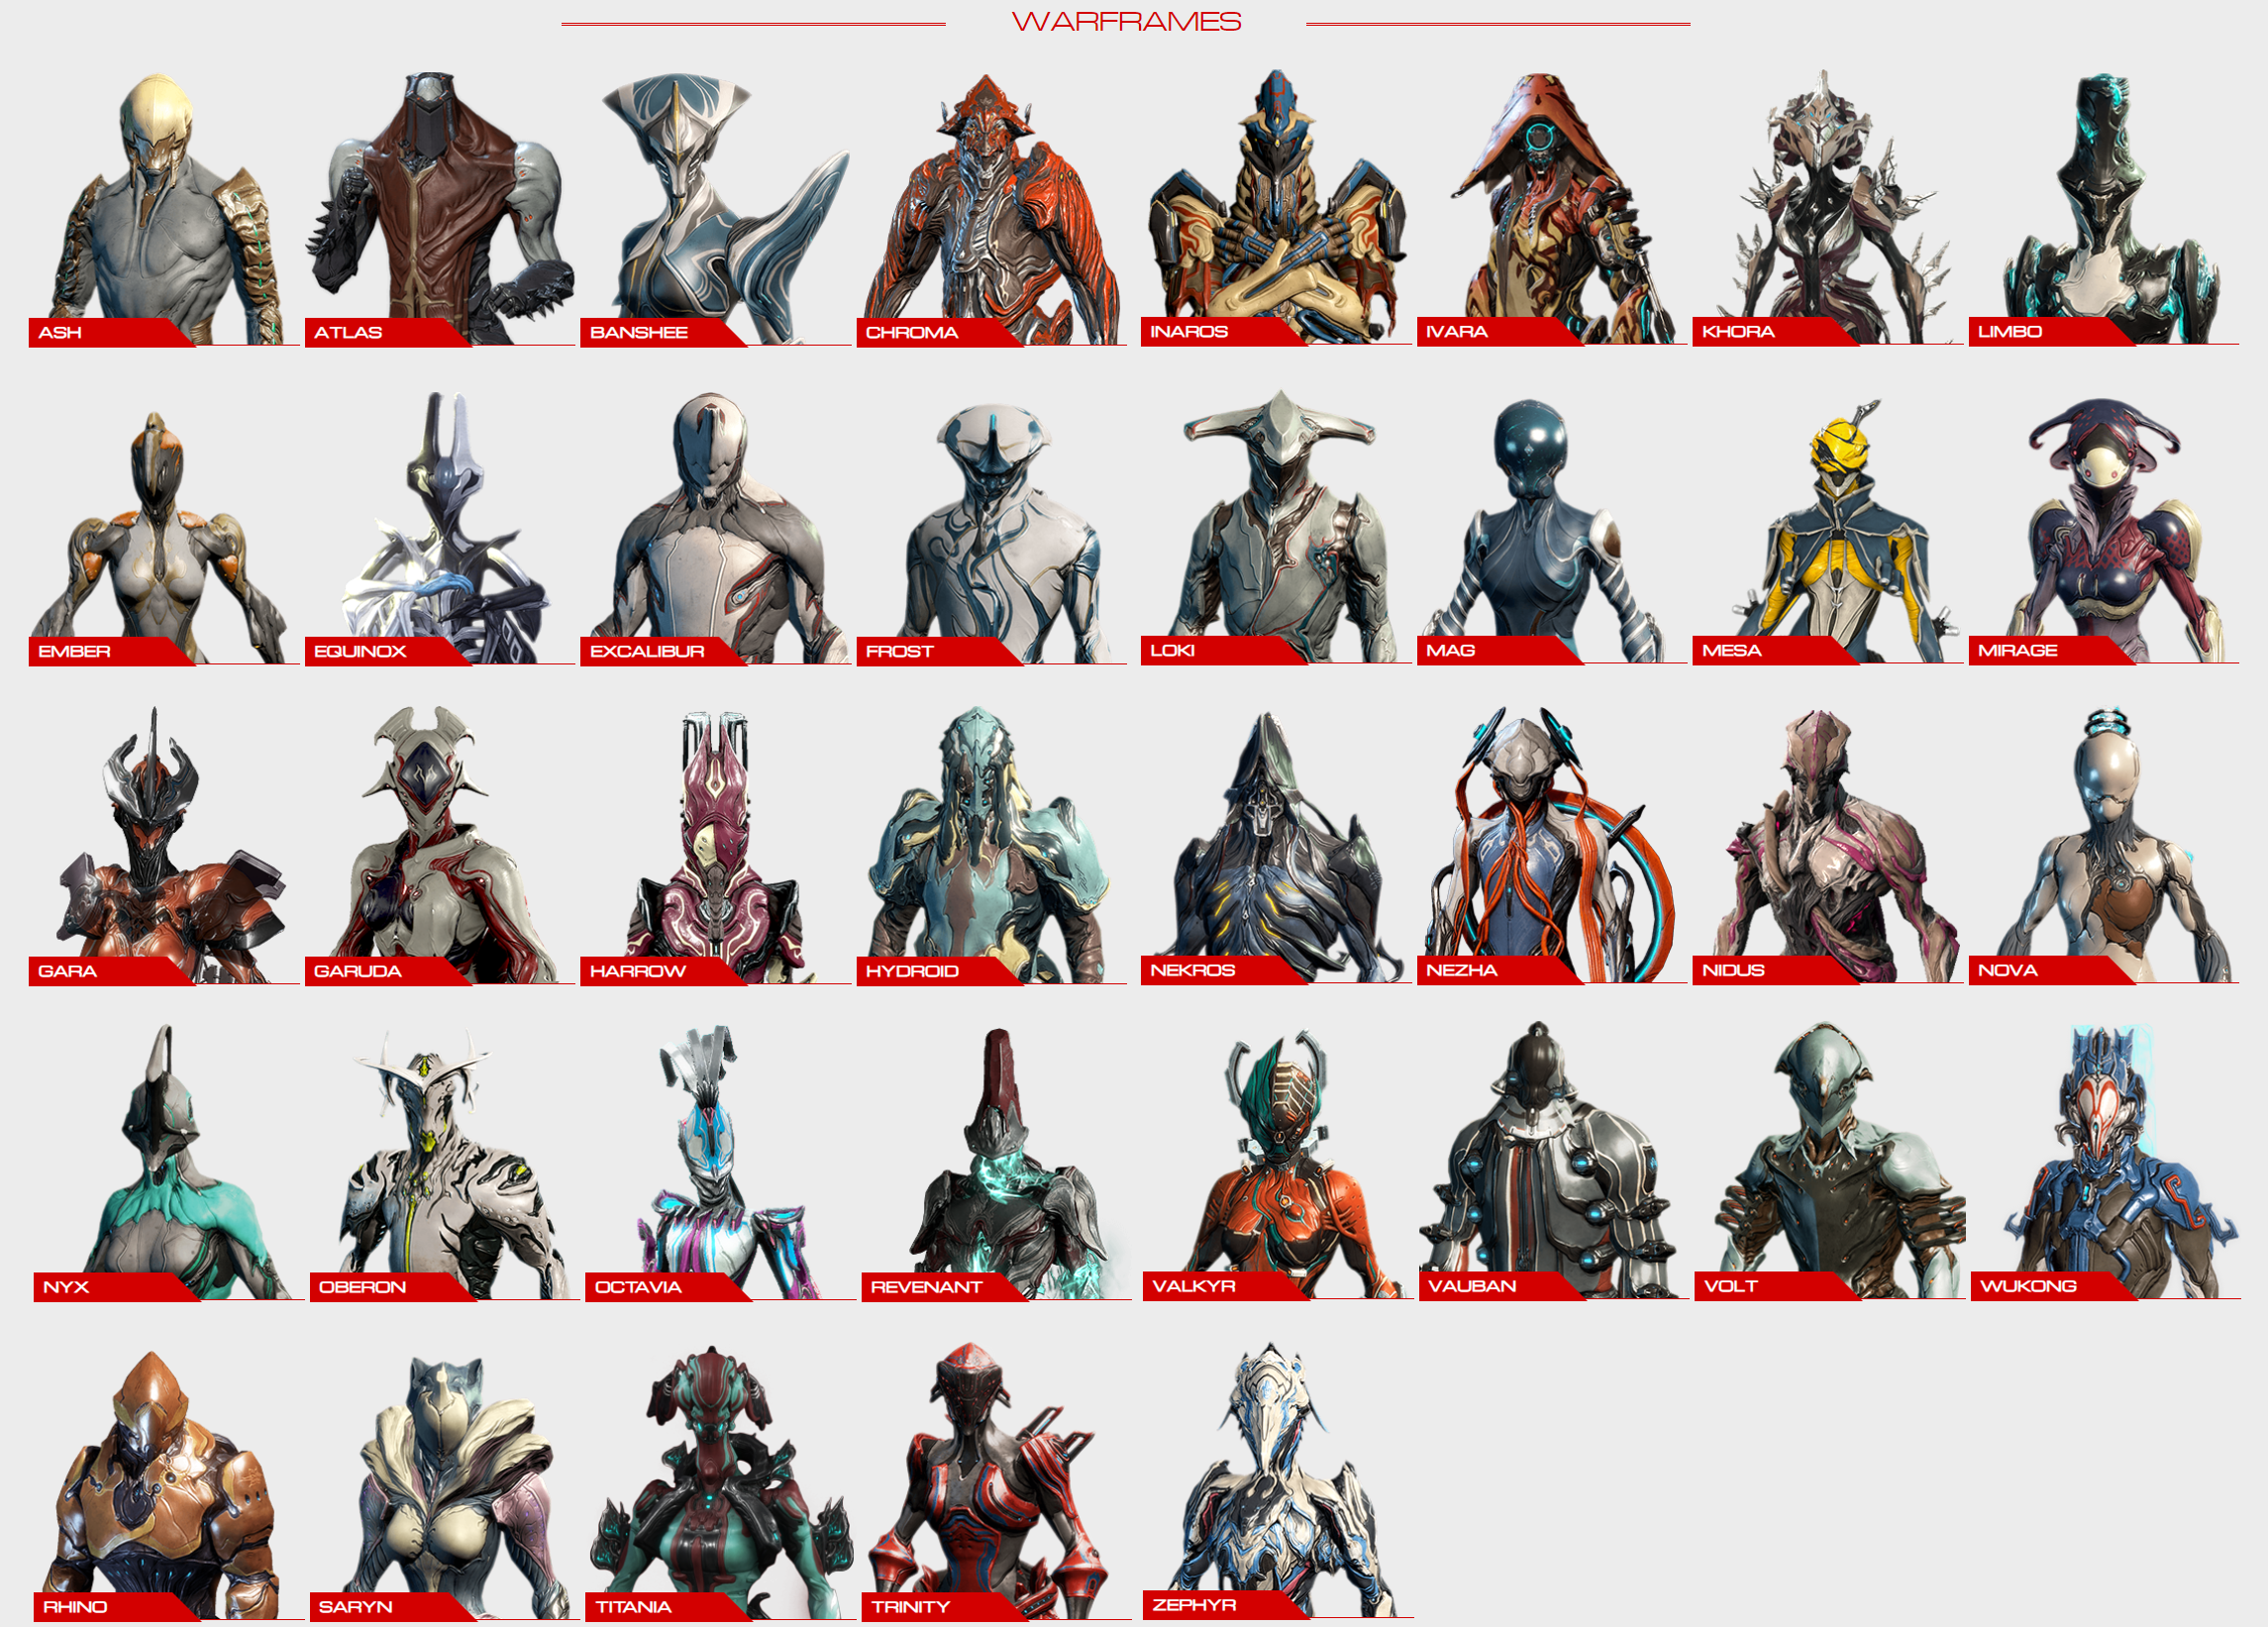 WARFRAMES
ASH
ATLAS
BANSHEE
CHROMA
INAROS
IVARA
KHORA
LIMBO
EMBER
EQUINOX
EXCALIBUR
FROST
LOKI
MAG
MESA
MIRAGE
GARA
GARUDA
HARROW
HYDROID
NEKROS
NEZHA
NIDUS
NOVA
NYX
OBERON
OCTAVIA
REVENANT
VALKYR
VAUBAN
VOLT
WUKONG
RHINO
SARYN
TITANIA
TRINITY
ZEPHYR